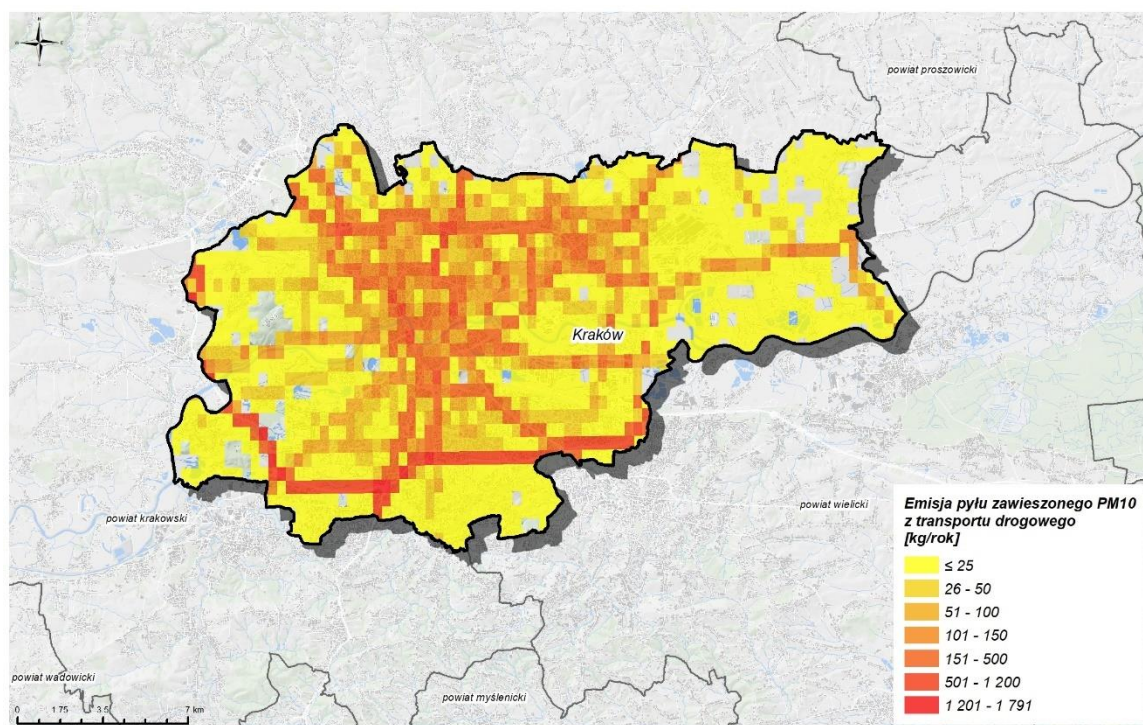 powiat proszowicki
Kraków
powiat krakowski
powiat wielicki
powiat wadowicki
powiat myślenicki
0 1.75 3.5 7 km
Emisja pyłu zawieszonego PM10
z transportu drogowego
[kg/rok]
≤ 25
26 - 50
51 - 100
101 - 150
151 - 500
501 - 1 200
1 201 - 1 791